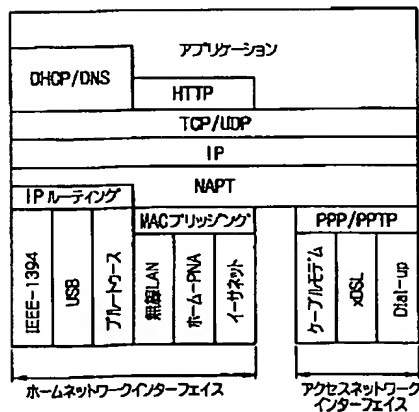 アプリケーション
DHCP/DNS
HTTP
TCP/UDP
IP
NAPT
IPルーティング
MACブリッジング
PPP/PPTP
IEEE-1394
USB
ブルートゥース
無線LAN
ホームPNA
イーサネット
ケーブルモデム
xDSL
Dial-up
ホームネットワークインターフェイス
アクセスネットワーク
インターフェイス